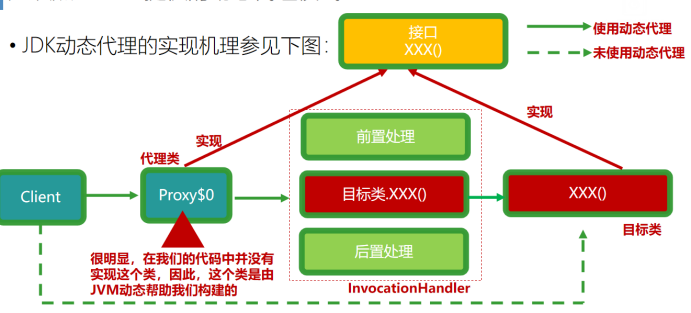 • JDK动态代理的实现机理参见下图：
接口
XXX()
使用动态代理
未使用动态代理
实现
实现
代理类
前置处理
Client
Proxy$0
目标类.XXX()
XXX()
目标类
后置处理
很明显，在我们的代码中并没有
实现这个类，因此，这个类是由
JVM动态帮助我们构建的
InvocationHandler